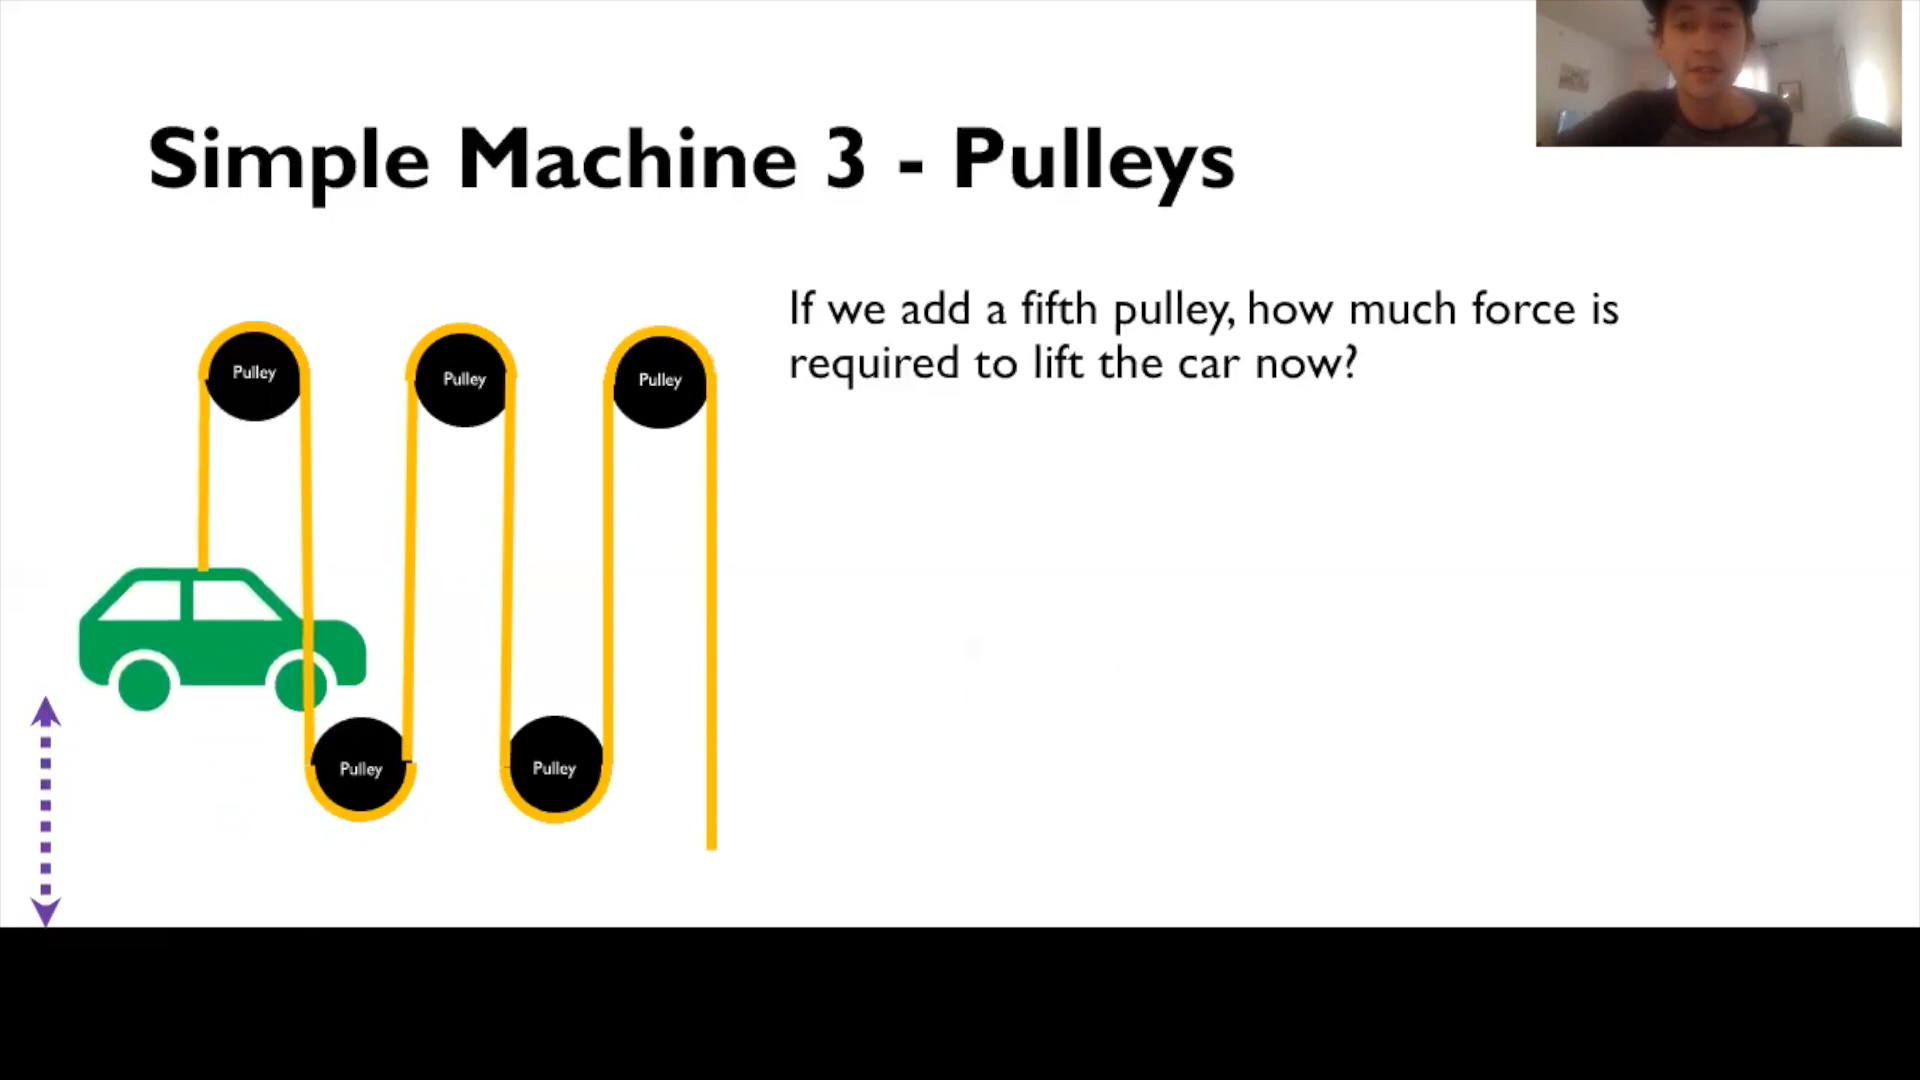 Simple Machine 3 - Pulleys
If we add a fifth pulley, how much force is
required to lift the car now?
Pulley
Pulley
Pulley
Pulley
Pulley